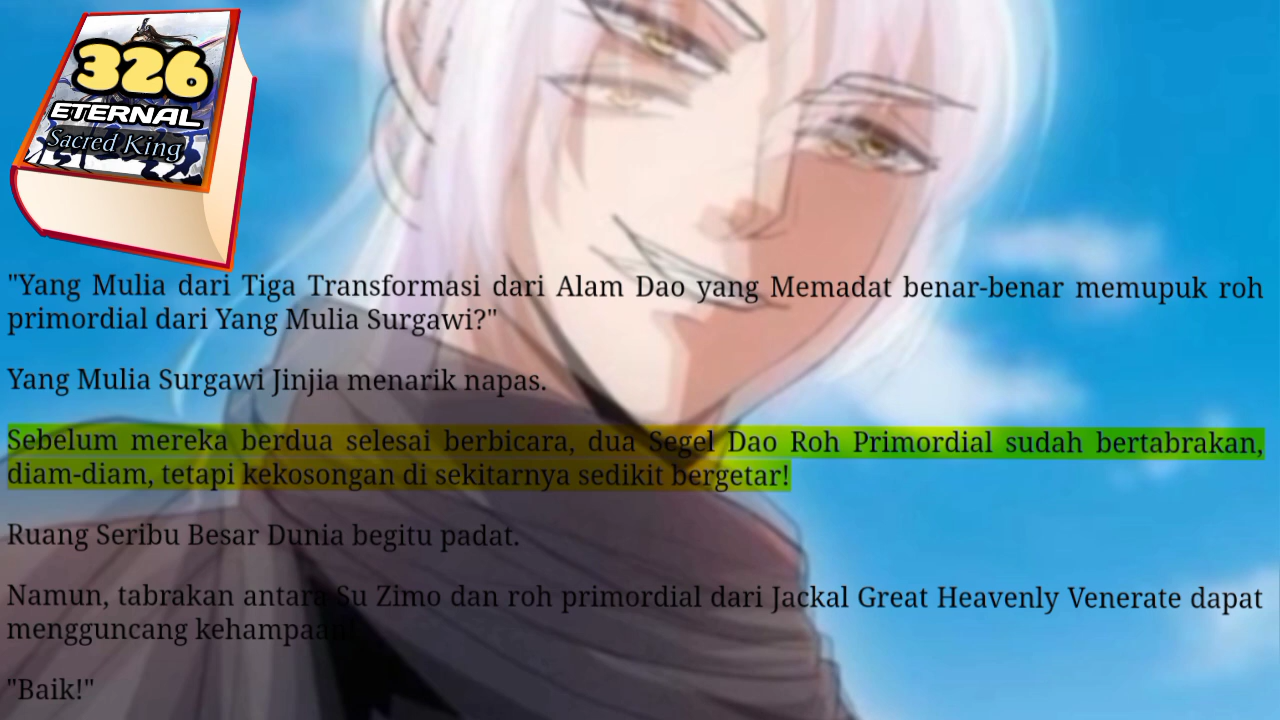 326
ETERNAL
Sacred King
"Yang Mulia dari Tiga Transformasi dari Alam Dao yang Memadat benar-benar memupuk roh
primordial dari Yang Mulia Surgawi?"
Yang Mulia Surgawi Jinjia menarik napas.
Sebelum mereka berdua selesai berbicara, dua Segel Dao Roh Primordial sudah bertabrakan,
diam-diam, tetapi kekosongan di sekitarnya sedikit bergetar!
Ruang Seribu Besar Dunia begitu padat.
Namun, tabrakan antara Su Zimo dan roh primordial dari Jackal Great Heavenly Venerate dapat
mengguncang kehampaan!
"Baik!"